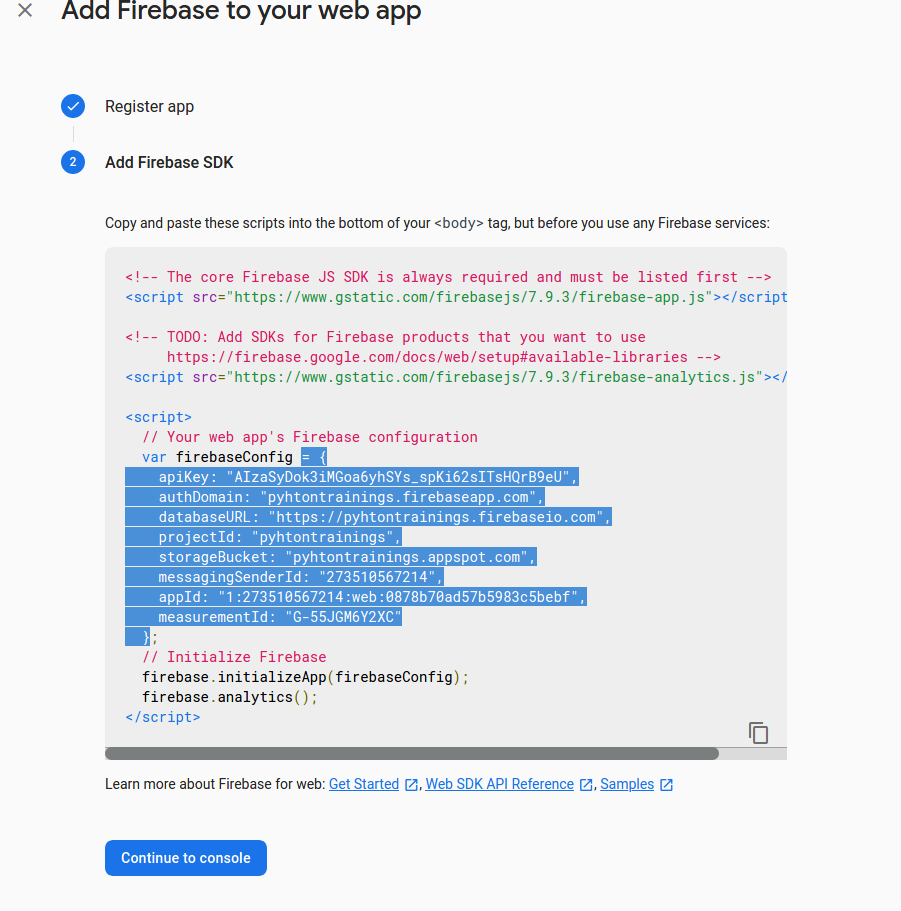 Add Firebase to your web app
Register app
2 Add Firebase SDK
Copy and paste these scripts into the bottom of your <body> tag, but before you use any Firebase services:
<!-- The core Firebase JS SDK is always required and must be listed first -->
<script src="https://www.gstatic.com/firebasejs/7.9.3/firebase-app.js"></script
<!-- TODO: Add SDKs for Firebase products that you want to use
https://firebase.google.com/docs/web/setup#available-libraries -->
<script src="https://www.gstatic.com/firebasejs/7.9.3/firebase-analytics.js"></
<script>
// Your web app's Firebase configuration
var firebaseConfig = {
apiKey: "AIzaSyDok3iMGoa6yhSYs_spKi62sITsHQrB9eU",
authDomain: "pyhtontrainings.firebaseapp.com",
databaseURL: "https://pyhtontrainings.firebaseio.com",
projectId: "pyhtontrainings",
storageBucket: "pyhtontrainings.appspot.com",
messagingSenderId: "273510567214",
appId: "1:273510567214:web:0878b70ad57b5983c5bebf",
measurementId: "G-55JGM6Y2XC"
};
// Initialize Firebase
firebase.initializeApp(firebaseConfig);
firebase.analytics();
</script>
Learn more about Firebase for web: Get Started , Web SDK API Reference , Samples
Continue to console